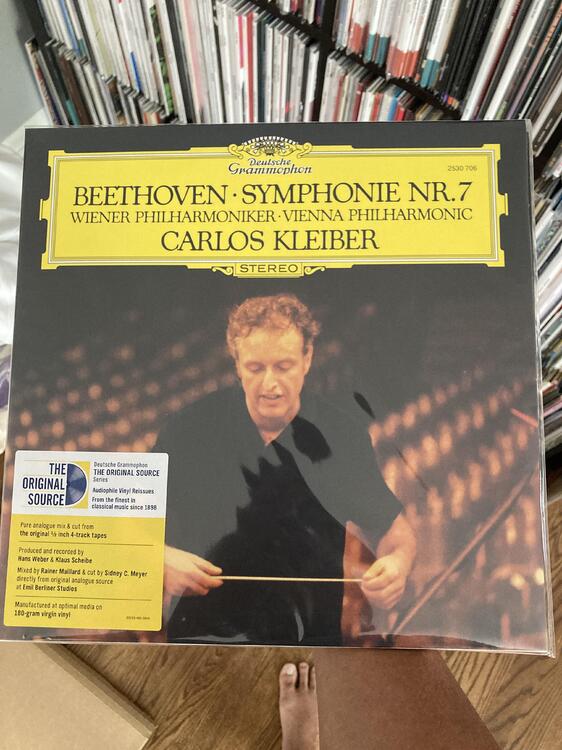 Deutsche
Grammophon
2530 706
BEETHOVEN · SYMPHONIE NR. 7
WIENER PHILHARMONIKER · VIENNA PHILHARMONIC
CARLOS KLEIBER
STEREO
THE
ORIGINAL
SOURCE
Deutsche Grammophon
THE ORIGINAL SOURCE
Series
Audiophile Vinyl Reissues
From the finest in
classical music since 1898
Pure analogue mix & cut from
the original ½ inch 4-track tapes
Produced and recorded by
Hans Weber & Klaus Scheibe
Mixed by Rainer Maillard & cut by Sidney C. Meyer
directly from original analogue source
at Emil Berliner Studios
Manufactured at optimal media on
180-gram virgin vinyl